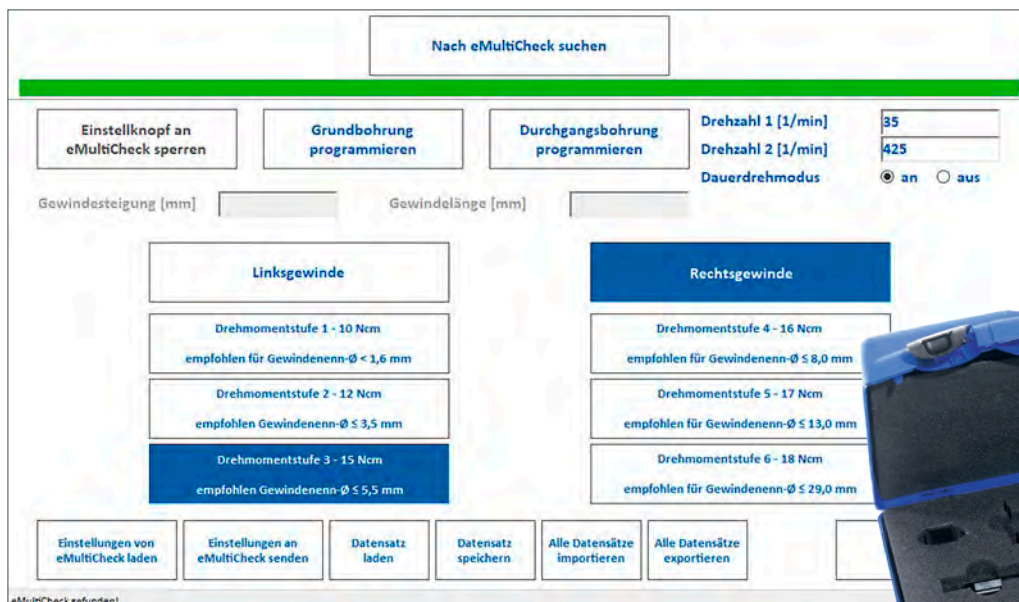 Nach eMultiCheck suchen
Einstellknopf an
eMultiCheck sperren
Grundbohrung
programmieren
Durchgangsbohrung
programmieren
Drehzahl 1 [1/min]
35
Drehzahl 2 [1/min]
425
Dauerdrehmodus
an
aus
Gewindesteigung [mm]
Gewindelänge [mm]
Linksgewinde
Rechtsgewinde
Drehmomentstufe 1 - 10 Ncm
empfohlen für Gewindenenn-Ø < 1,6 mm
Drehmomentstufe 4 - 16 Ncm
empfohlen für Gewindenenn-Ø ≤ 8,0 mm
Drehmomentstufe 2 - 12 Ncm
empfohlen Gewindenenn-Ø ≤ 3,5 mm
Drehmomentstufe 5 - 17 Ncm
empfohlen für Gewindenenn-Ø ≤ 13,0 mm
Drehmomentstufe 3 - 15 Ncm
empfohlen Gewindenenn-Ø ≤ 5,5 mm
Drehmomentstufe 6 - 18 Ncm
empfohlen für Gewindenenn-Ø ≤ 29,0 mm
Einstellungen von
eMultiCheck laden
Einstellungen an
eMultiCheck senden
Datensatz
laden
Datensatz
speichern
Alle Datensätze
importieren
Alle Datensätze
exportieren
eMultiCheck gefunden!